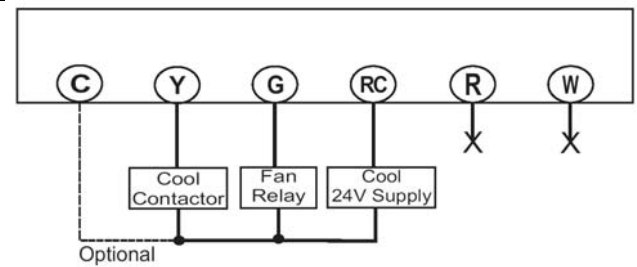 C Y G RC R W
X X
Cool Contactor
Fan Relay
Cool 24V Supply
Optional